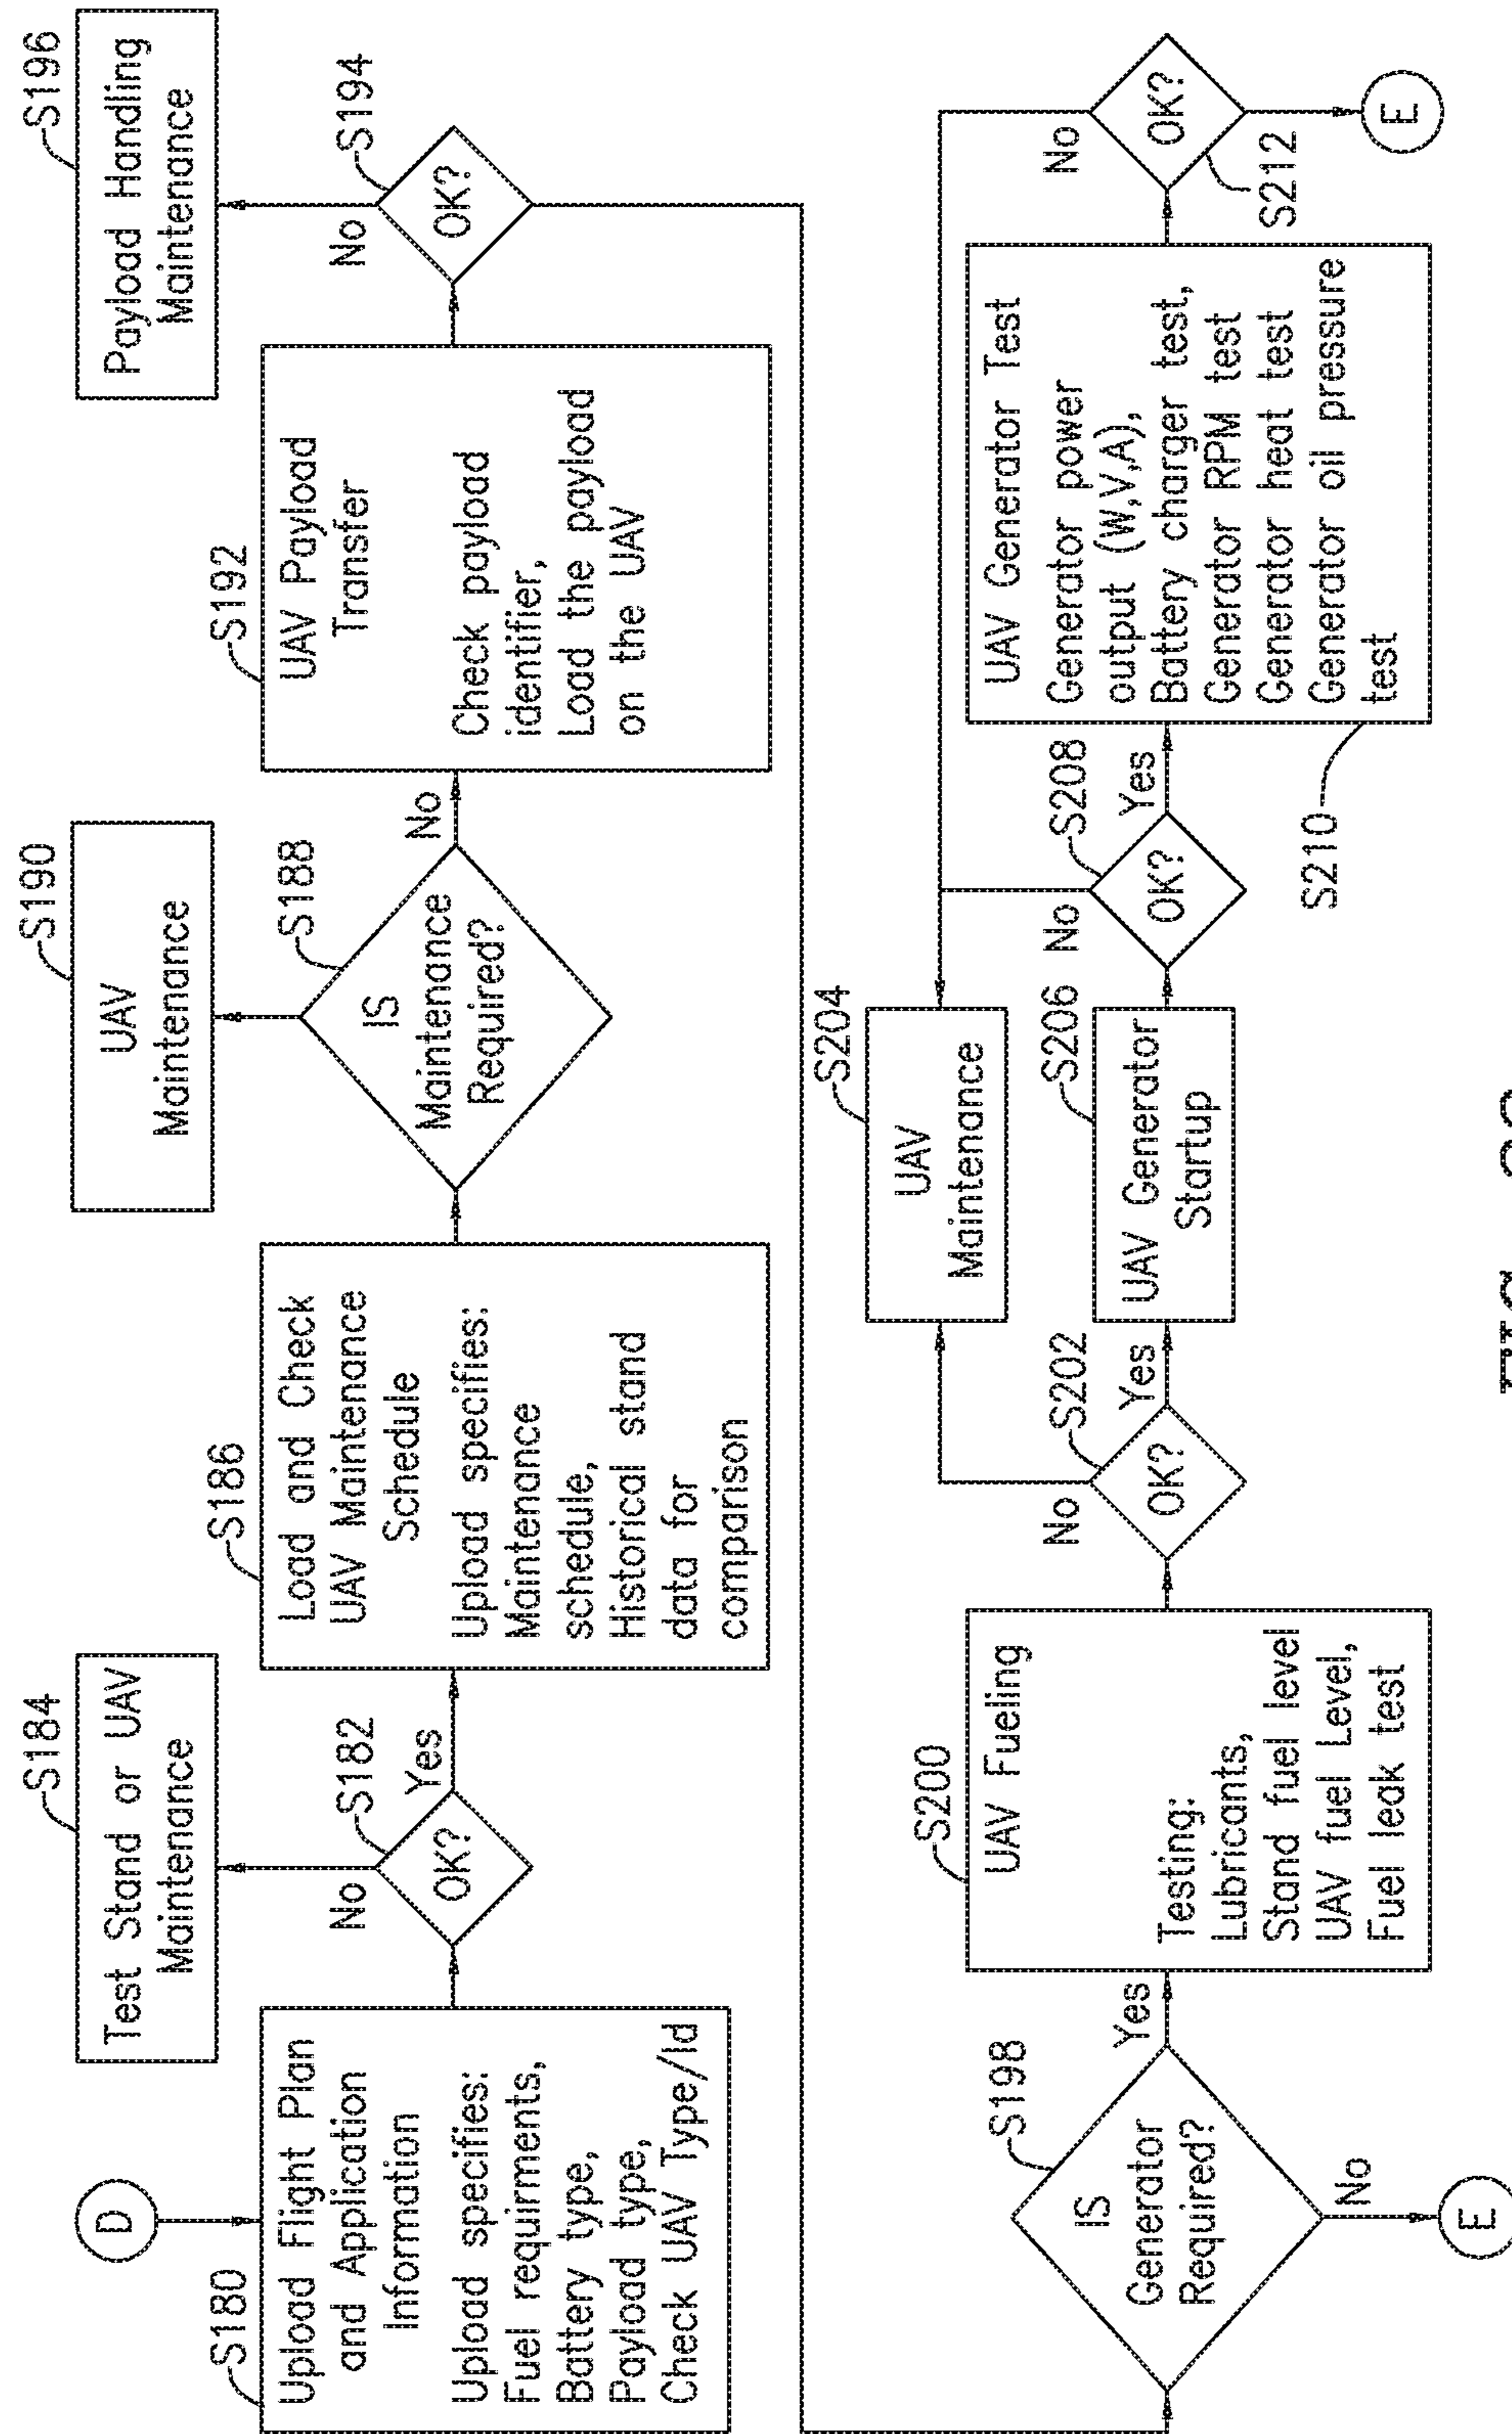 D
S180
Upload Flight Plan
and Application
Information
Upload specifies:
Fuel requirments,
Battery type,
Payload type,
Check UAV Type/Id
S182
OK?
No
Yes
S184
Test Stand or UAV
Maintenance
S186
Load and Check
UAV Maintenance
Schedule
Upload specifies:
Maintenance
schedule,
Historical stand
data for
comparison
S188
IS
Maintenance
Required?
No
S190
UAV
Maintenance
S192
UAV Payload
Transfer
Check payload
identifier,
Load the payload
on the UAV
S194
OK?
No
S196
Payload Handling
Maintenance
S198
IS
Generator
Required?
Yes
No
E
S200
UAV Fueling
Testing:
Lubricants,
Stand fuel level
UAV fuel Level,
Fuel leak test
S202
OK?
No
Yes
S204
UAV
Maintenance
S206
UAV Generator
Startup
S208
OK?
No
Yes
S210
UAV Generator Test
Generator power
output (W,V,A),
Battery charger test,
Generator RPM test
Generator heat test
Generator oil pressure
test
S212
OK?
No
E